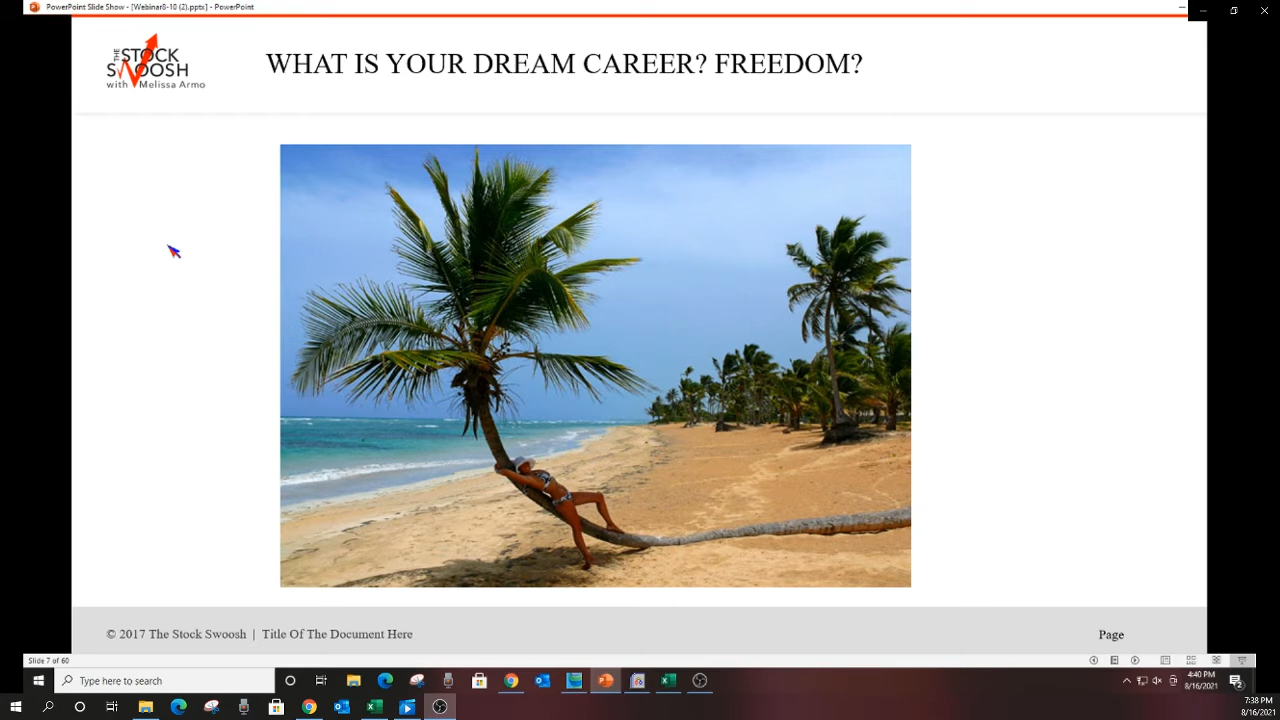 PowerPoint Slide Show - [Webinar8-10 (2).pptx] - PowerPoint
THE STOCK
SWOOSH
with Melissa Armo
WHAT IS YOUR DREAM CAREER? FREEDOM?
© 2017 The Stock Swoosh | Title Of The Document Here
Page
Slide 7 of 60
Type here to search
4:40 PM
8/16/2021
2
7:38 PM
8/16/2021